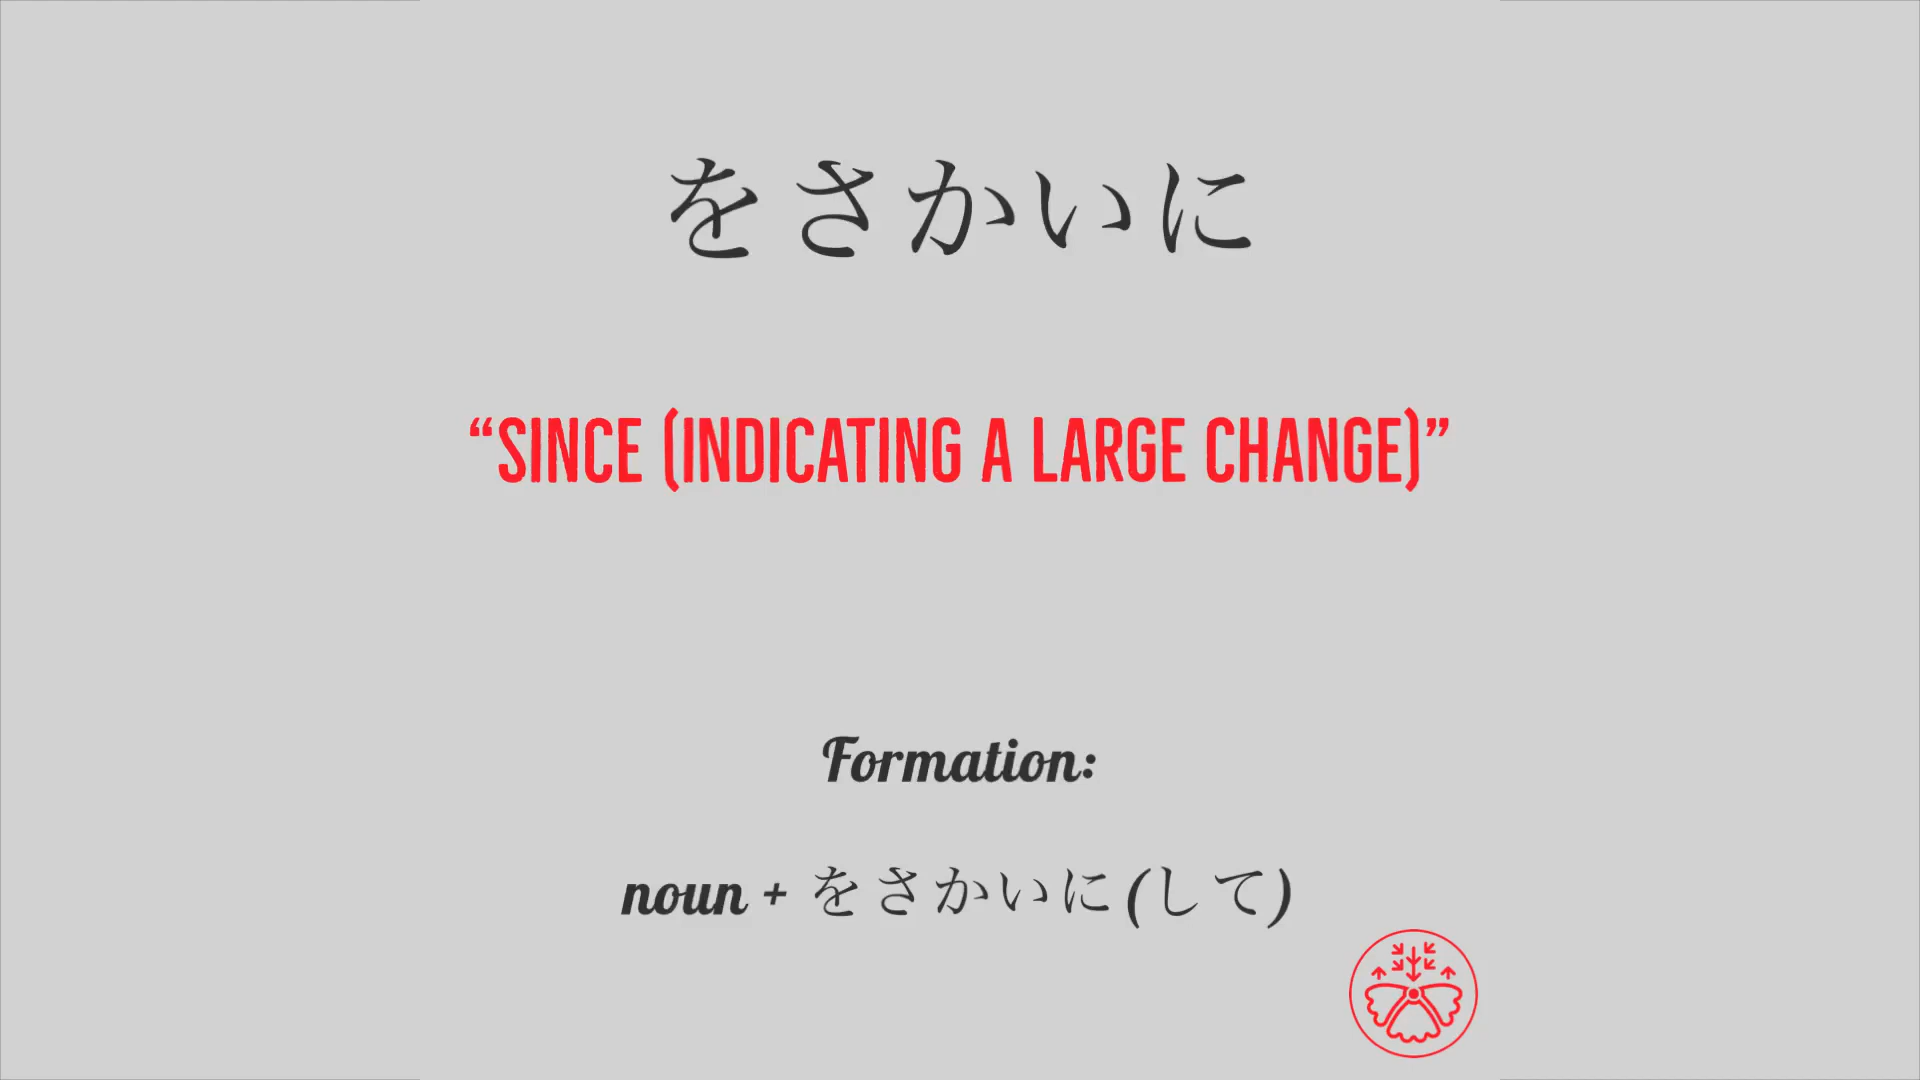 をさかいに
“SINCE (INDICATING A LARGE CHANGE)”
Formation:
noun + をさかいに(して)